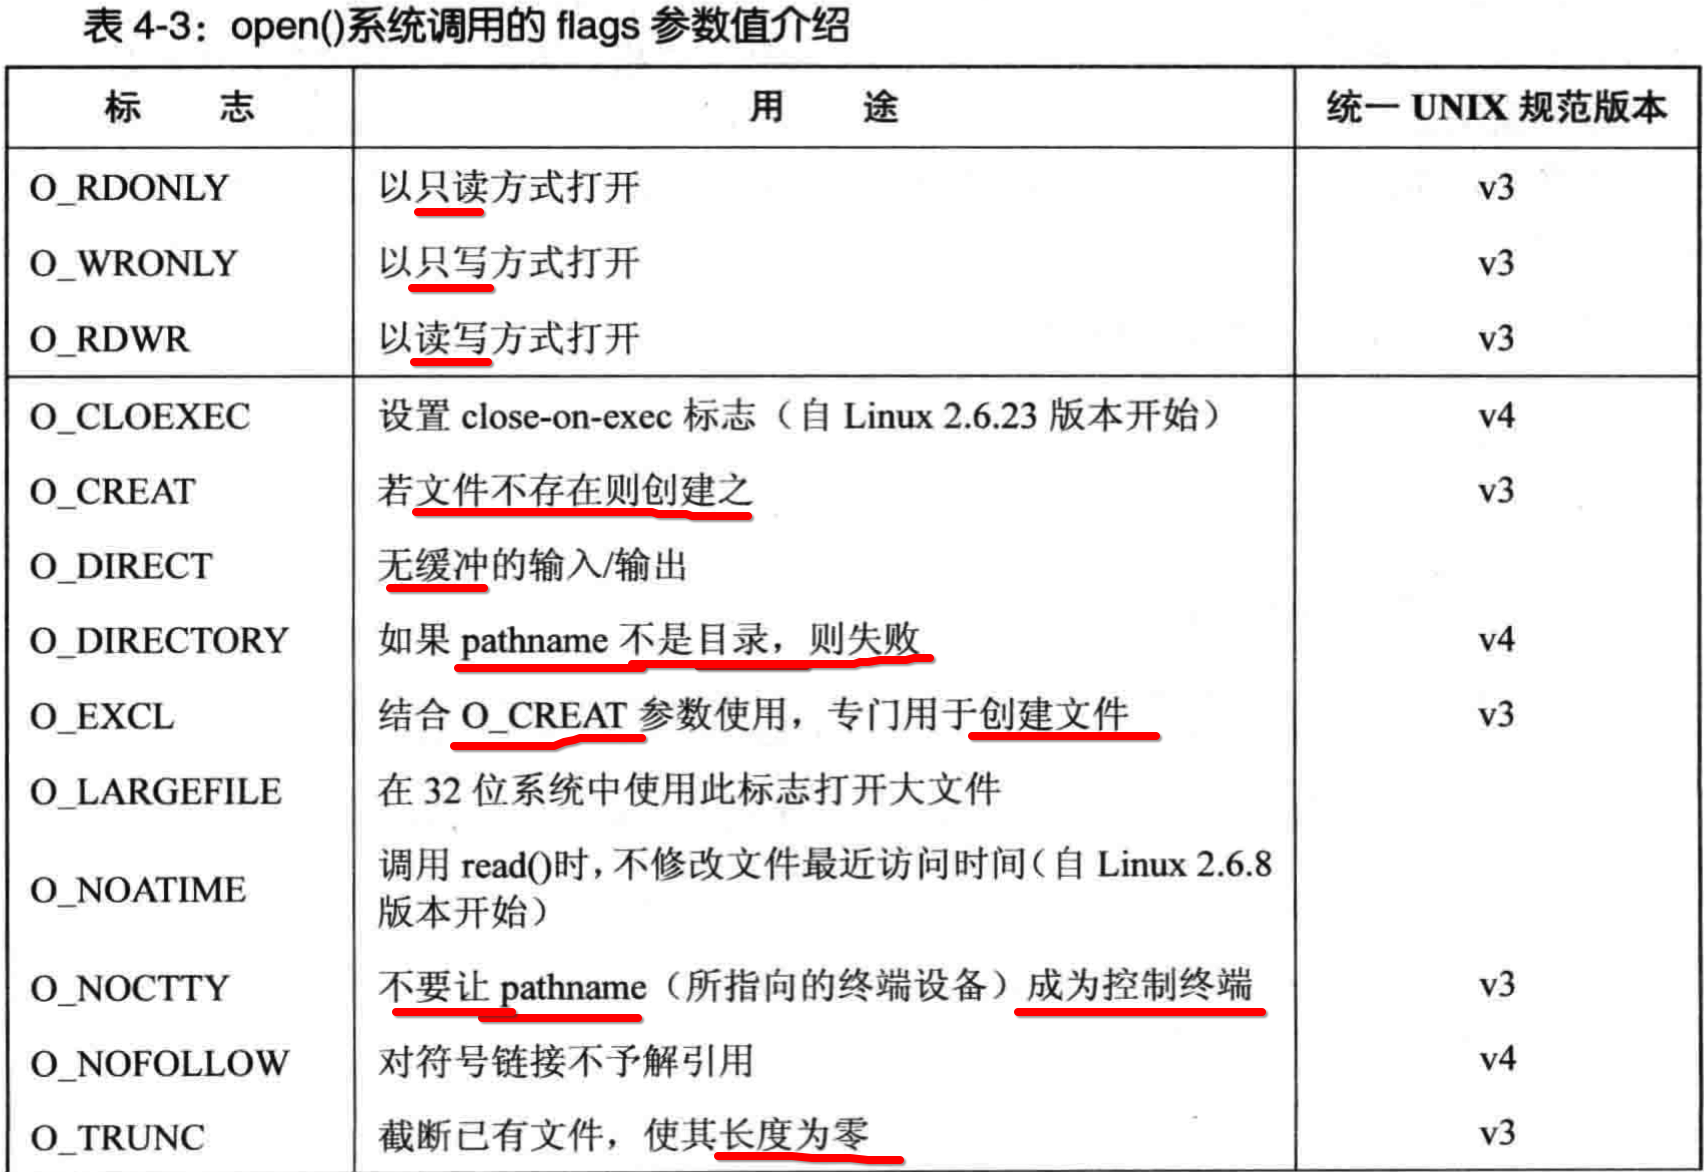 表 4-3：open()系统调用的 flags 参数值介绍
标 志 用 途 统一 UNIX 规范版本
O_RDONLY 以只读方式打开 v3
O_WRONLY 以只写方式打开 v3
O_RDWR 以读写方式打开 v3
O_CLOEXEC 设置 close-on-exec 标志（自 Linux 2.6.23 版本开始） v4
O_CREAT 若文件不存在则创建之 v3
O_DIRECT 无缓冲的输入/输出
O_DIRECTORY 如果 pathname 不是目录，则失败 v4
O_EXCL 结合 O_CREAT 参数使用，专门用于创建文件 v3
O_LARGEFILE 在 32 位系统中使用此标志打开大文件
O_NOATIME 调用 read()时，不修改文件最近访问时间（自 Linux 2.6.8
版本开始）
O_NOCTTY 不要让 pathname（所指向的终端设备）成为控制终端 v3
O_NOFOLLOW 对符号链接不予解引用 v4
O_TRUNC 截断已有文件，使其长度为零 v3